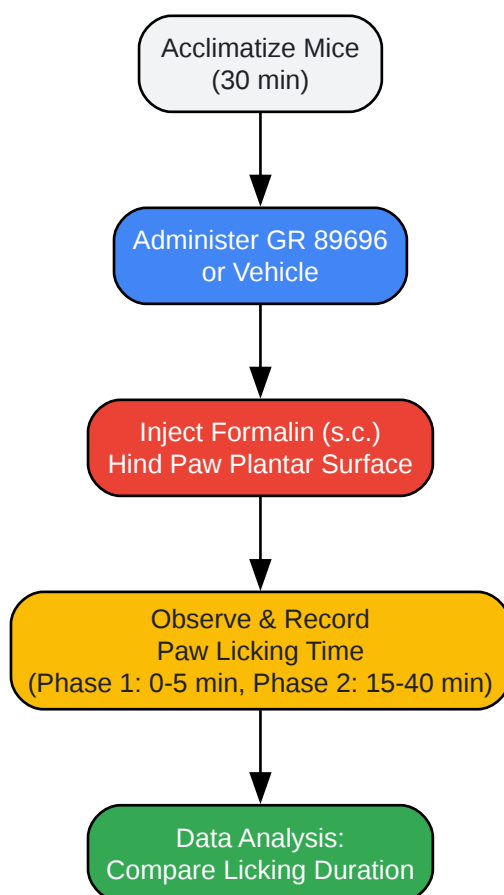 Acclimatize Mice
(30 min)
Administer GR 89696
or Vehicle
Inject Formalin (s.c.)
Hind Paw Plantar Surface
Observe & Record
Paw Licking Time
(Phase 1: 0-5 min, Phase 2: 15-40 min)
Data Analysis:
Compare Licking Duration